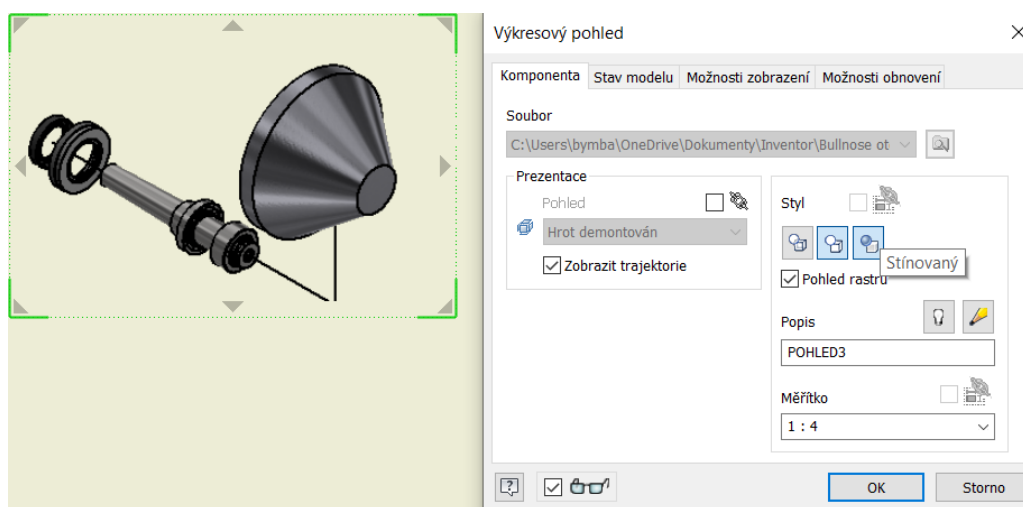 Výkresový pohled
Komponenta Stav modelu Možnosti zobrazení Možnosti obnovení
Soubor
C:\Users\bymba\OneDrive\Dokumenty\Inventor\Bullnose ot
Prezentace
Pohled
Hrot demontován
Zobrazit trajektorie
Styl
Stínovaný
Pohled rastru
Popis
POHLED3
Měřítko
1 : 4
OK Storno